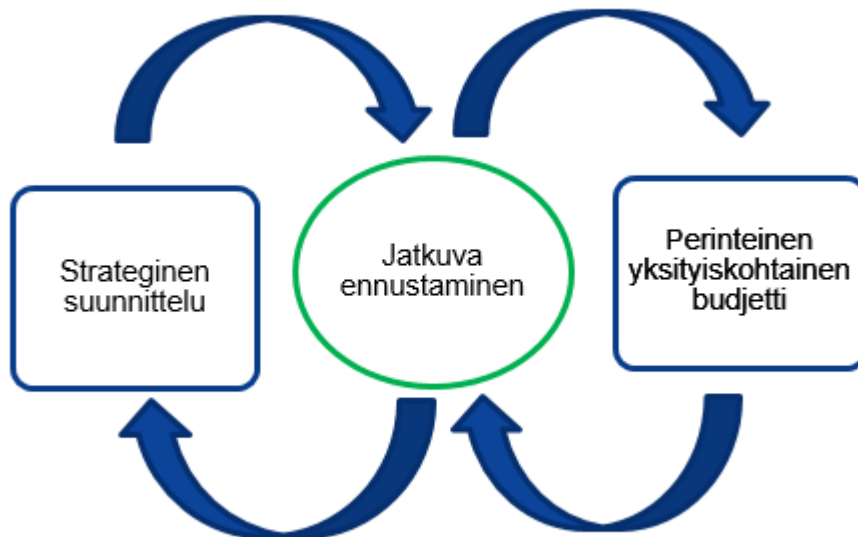 Strateginen
suunnittelu
Jatkuva
ennustaminen
Perinteinen
yksityiskohtainen
budjetti